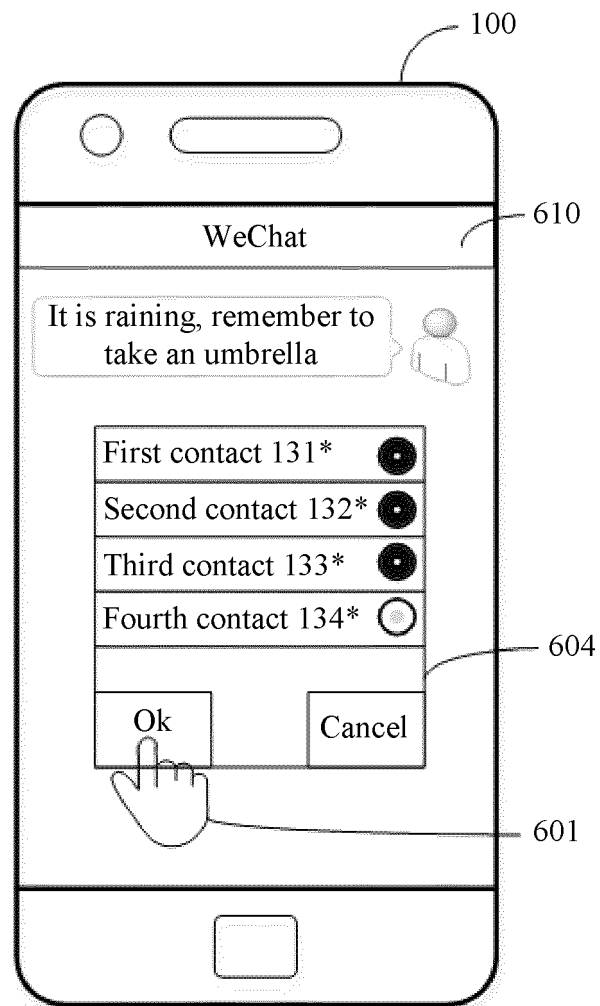 100
610
WeChat
It is raining, remember to
take an umbrella
First contact 131*
Second contact 132*
Third contact 133*
Fourth contact 134*
604
Ok
Cancel
601